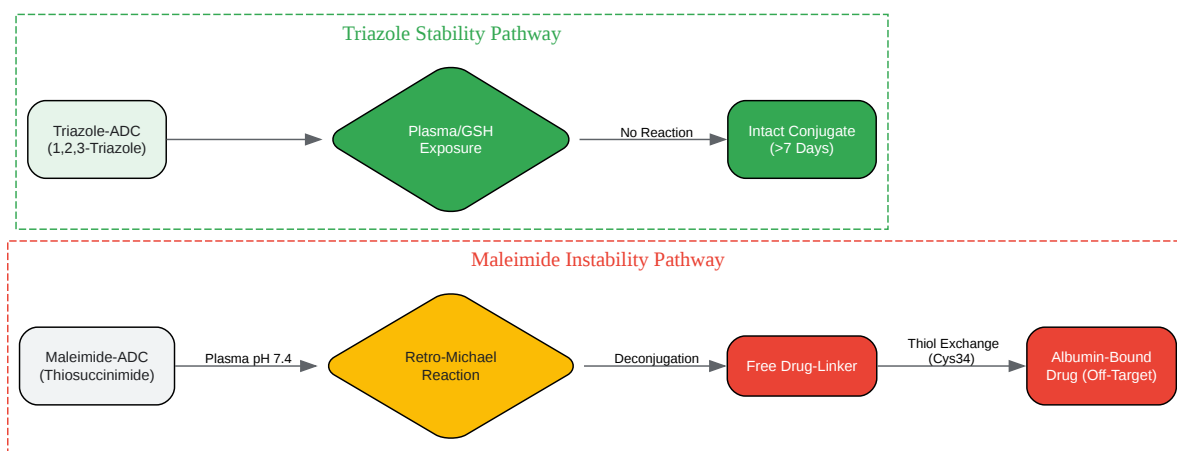 Triazole Stability Pathway
Triazole-ADC
(1,2,3-Triazole)
Plasma/GSH
Exposure
No Reaction
Intact Conjugate
(>7 Days)
Maleimide Instability Pathway
Maleimide-ADC
(Thiosuccinimide)
Plasma pH 7.4
Retro-Michael
Reaction
Deconjugation
Free Drug-Linker
Thiol Exchange
(Cys34)
Albumin-Bound
Drug (Off-Target)